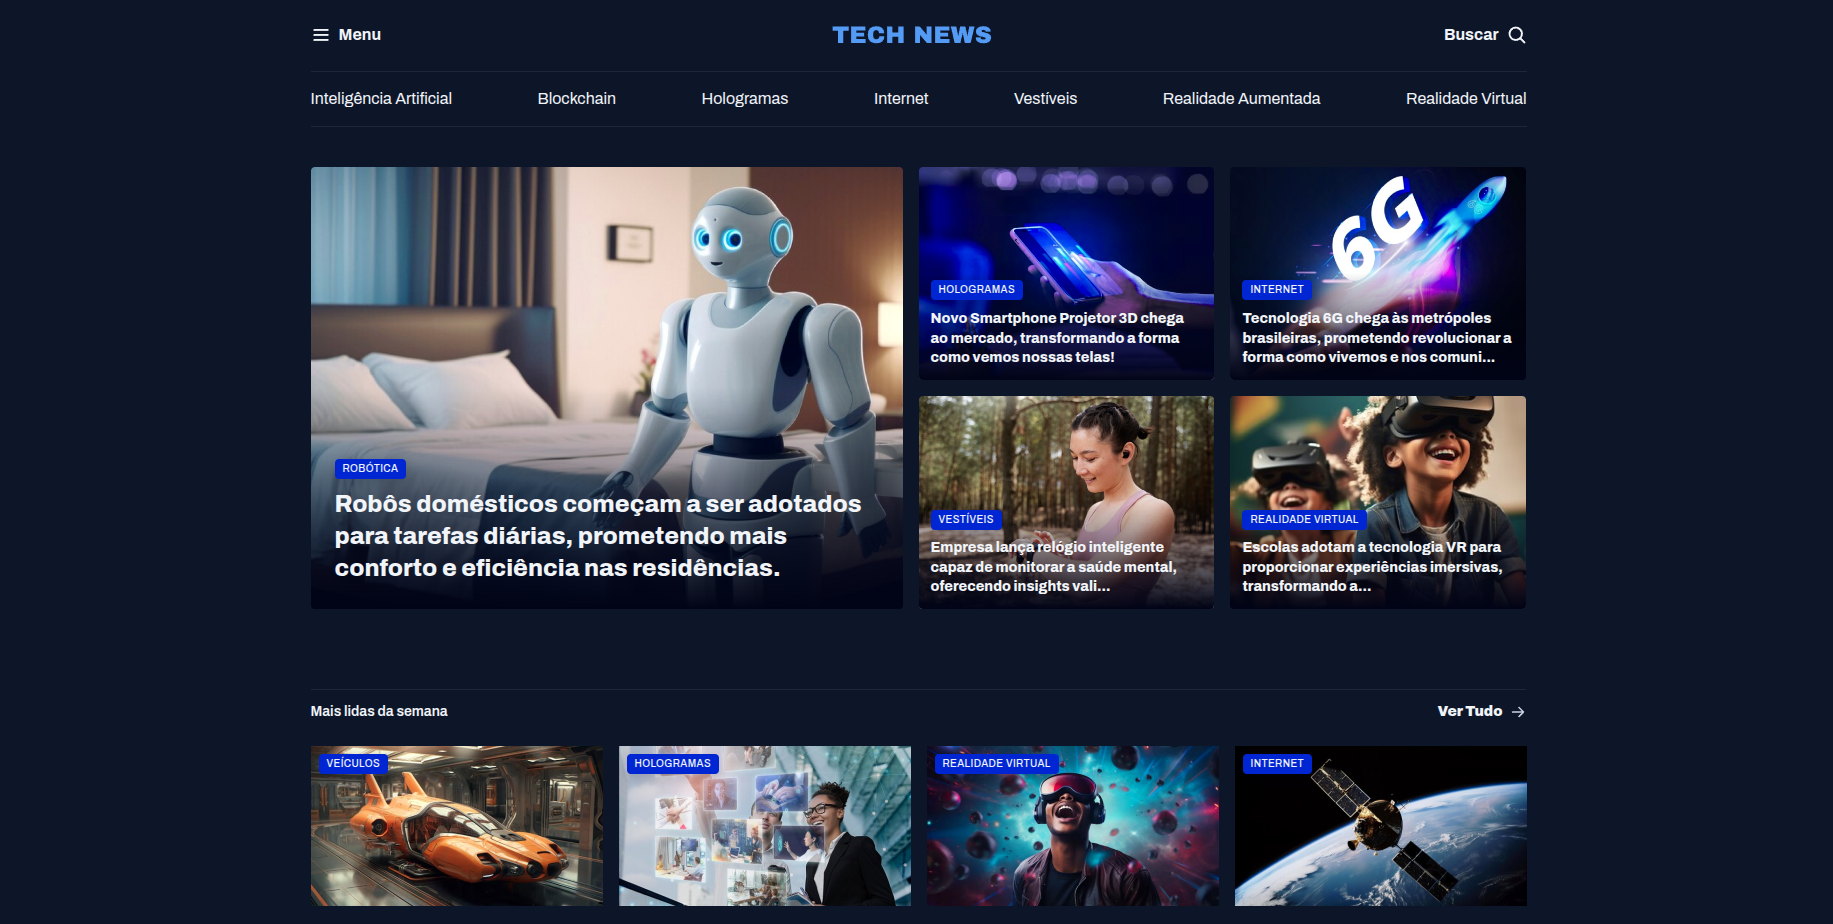 Menu
TECH NEWS
Buscar
Inteligência Artificial
Blockchain
Hologramas
Internet
Vestíveis
Realidade Aumentada
Realidade Virtual
ROBÓTICA
Robôs domésticos começam a ser adotados
para tarefas diárias, prometendo mais
conforto e eficiência nas residências.
HOLOGRAMAS
Novo Smartphone Projetor 3D chega
ao mercado, transformando a forma
como vemos nossas telas!
6G
INTERNET
Tecnologia 6G chega às metrópoles
brasileiras, prometendo revolucionar a
forma como vivemos e nos comuni...
VESTÍVEIS
Empresa lança relógio inteligente
capaz de monitorar a saúde mental,
oferecendo insights vali...
REALIDADE VIRTUAL
Escolas adotam a tecnologia VR para
proporcionar experiências imersivas,
transformando a...
Mais lidas da semana
Ver Tudo
VEÍCULOS
HOLOGRAMAS
REALIDADE VIRTUAL
INTERNET